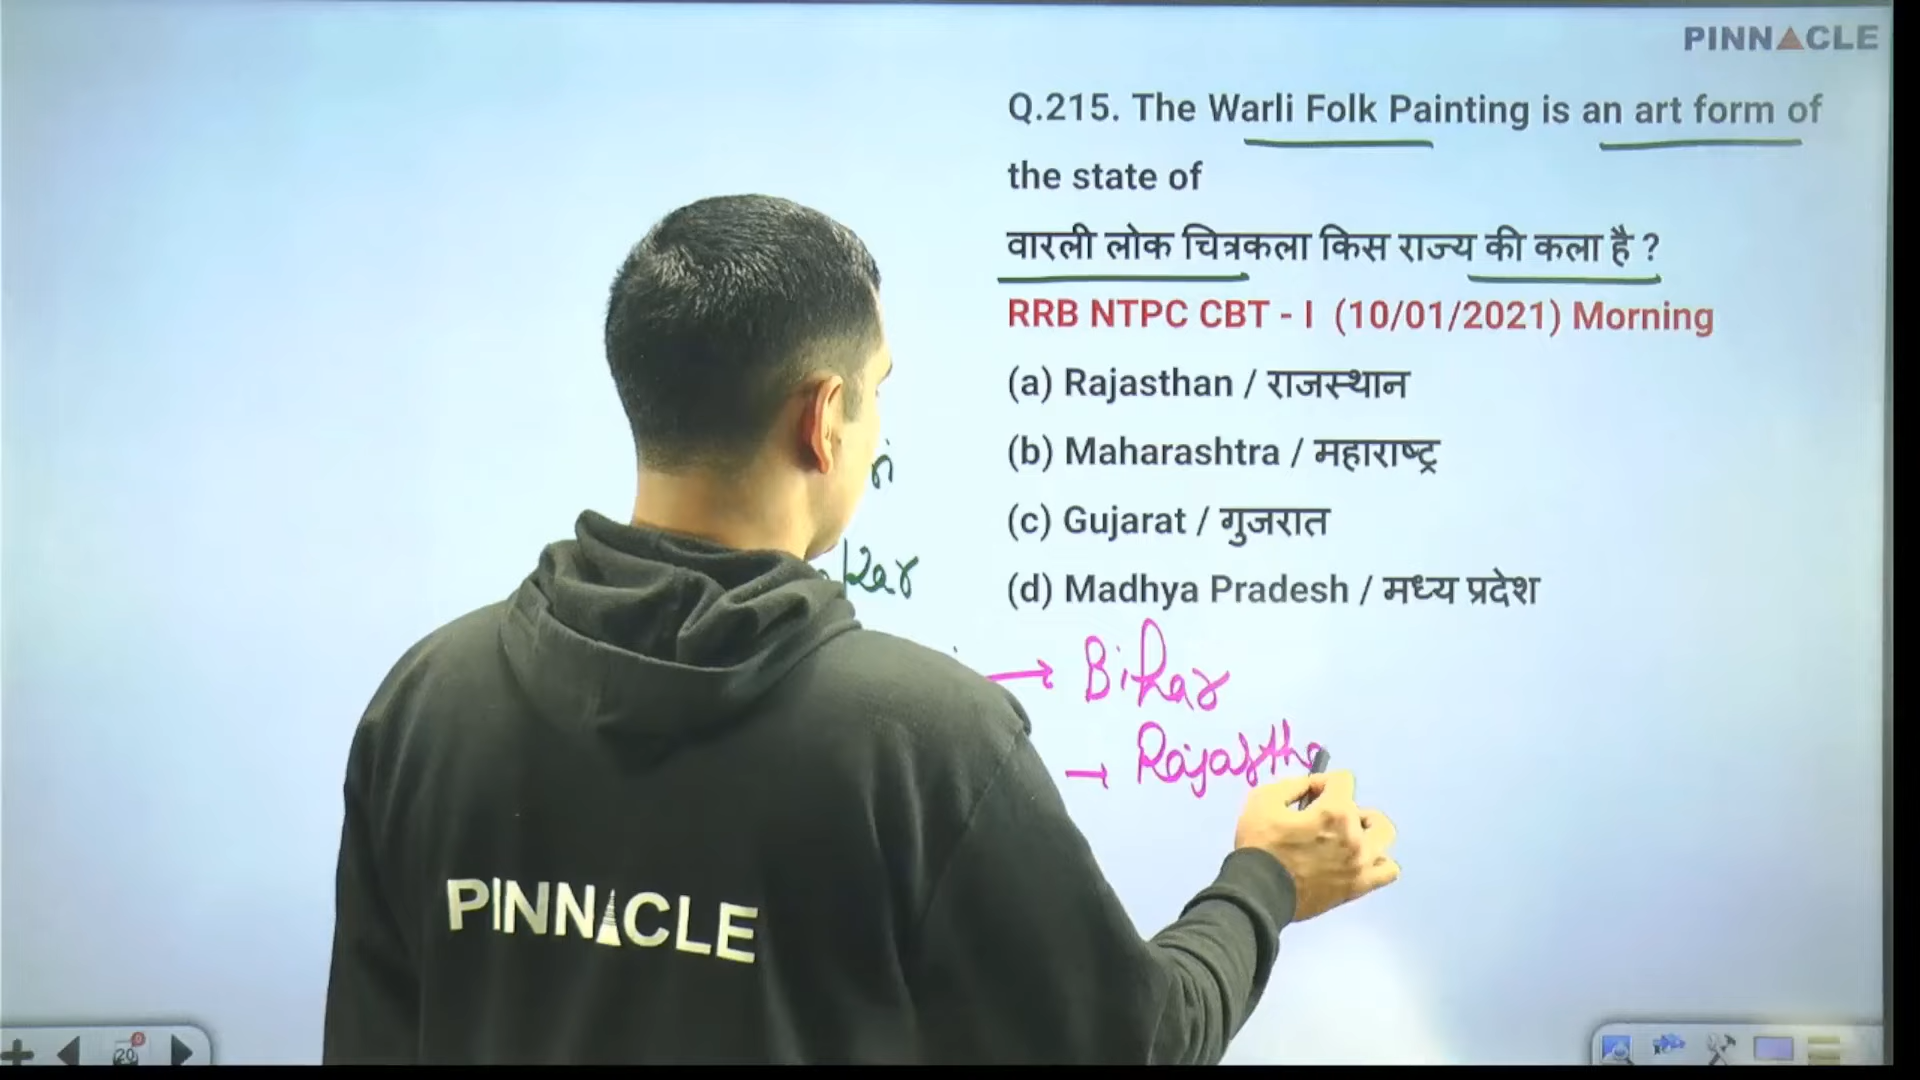 PINNACLE
Q.215. The Warli Folk Painting is an art form of
the state of
वारली लोक चित्रकला किस राज्य की कला है ?
RRB NTPC CBT - I (10/01/2021) Morning
(a) Rajasthan / राजस्थान
(b) Maharashtra / महाराष्ट्र
(c) Gujarat / गुजरात
(d) Madhya Pradesh / मध्य प्रदेश
→ Bihar
→ Rajastha
PINNACLE
20